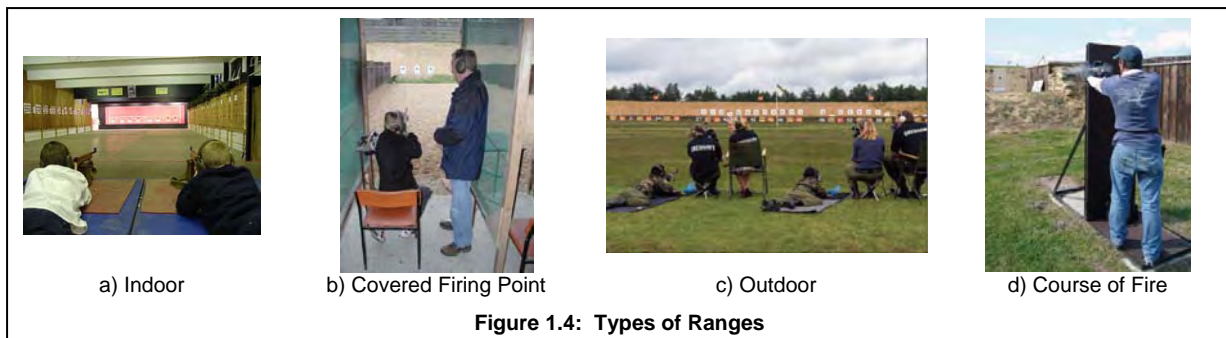 a) Indoor
b) Covered Firing Point
c) Outdoor
d) Course of Fire
Figure 1.4: Types of Ranges